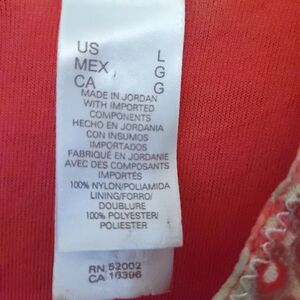 US L
MEX G
CA G
MADE IN JORDAN
WITH IMPORTED
COMPONENTS
HECHO EN JORDANIA
CON INSUMOS
IMPORTADOS
FABRIQUÉ EN JORDANIE
AVEC DES COMPOSANTS
IMPORTÉS
100% NYLON/POLIAMIDA
LINING/FORRO/
DOUBLURE
100% POLYESTER/
POLIESTER
RN 52002
CA 16396